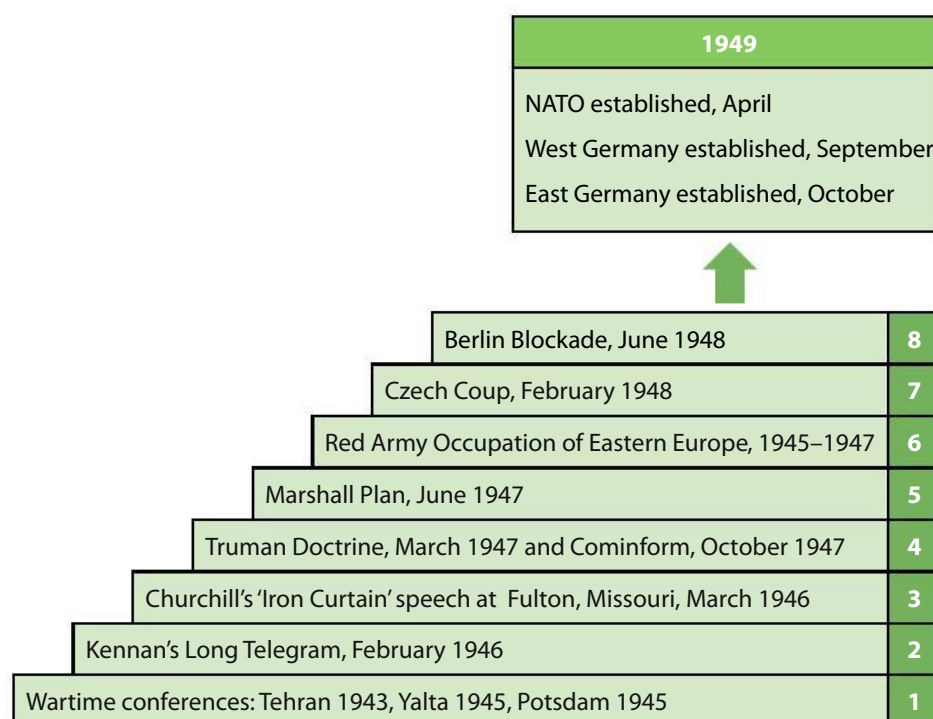 1949
NATO established, April
West Germany established, September
East Germany established, October
Berlin Blockade, June 1948 8
Czech Coup, February 1948 7
Red Army Occupation of Eastern Europe, 1945–1947 6
Marshall Plan, June 1947 5
Truman Doctrine, March 1947 and Cominform, October 1947 4
Churchill’s ‘Iron Curtain’ speech at Fulton, Missouri, March 1946 3
Kennan’s Long Telegram, February 1946 2
Wartime conferences: Tehran 1943, Yalta 1945, Potsdam 1945 1